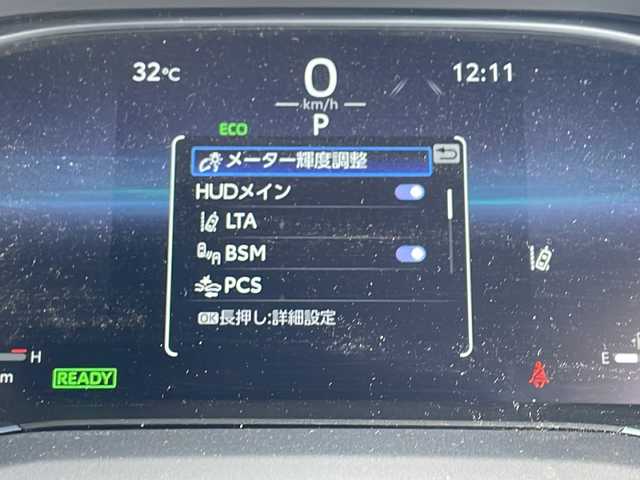 32℃
0
12:11
km/h
ECO
P
メーター輝度調整
HUDメイン
LTA
BSM
PCS
OK長押し:詳細設定
H
E
m
READY